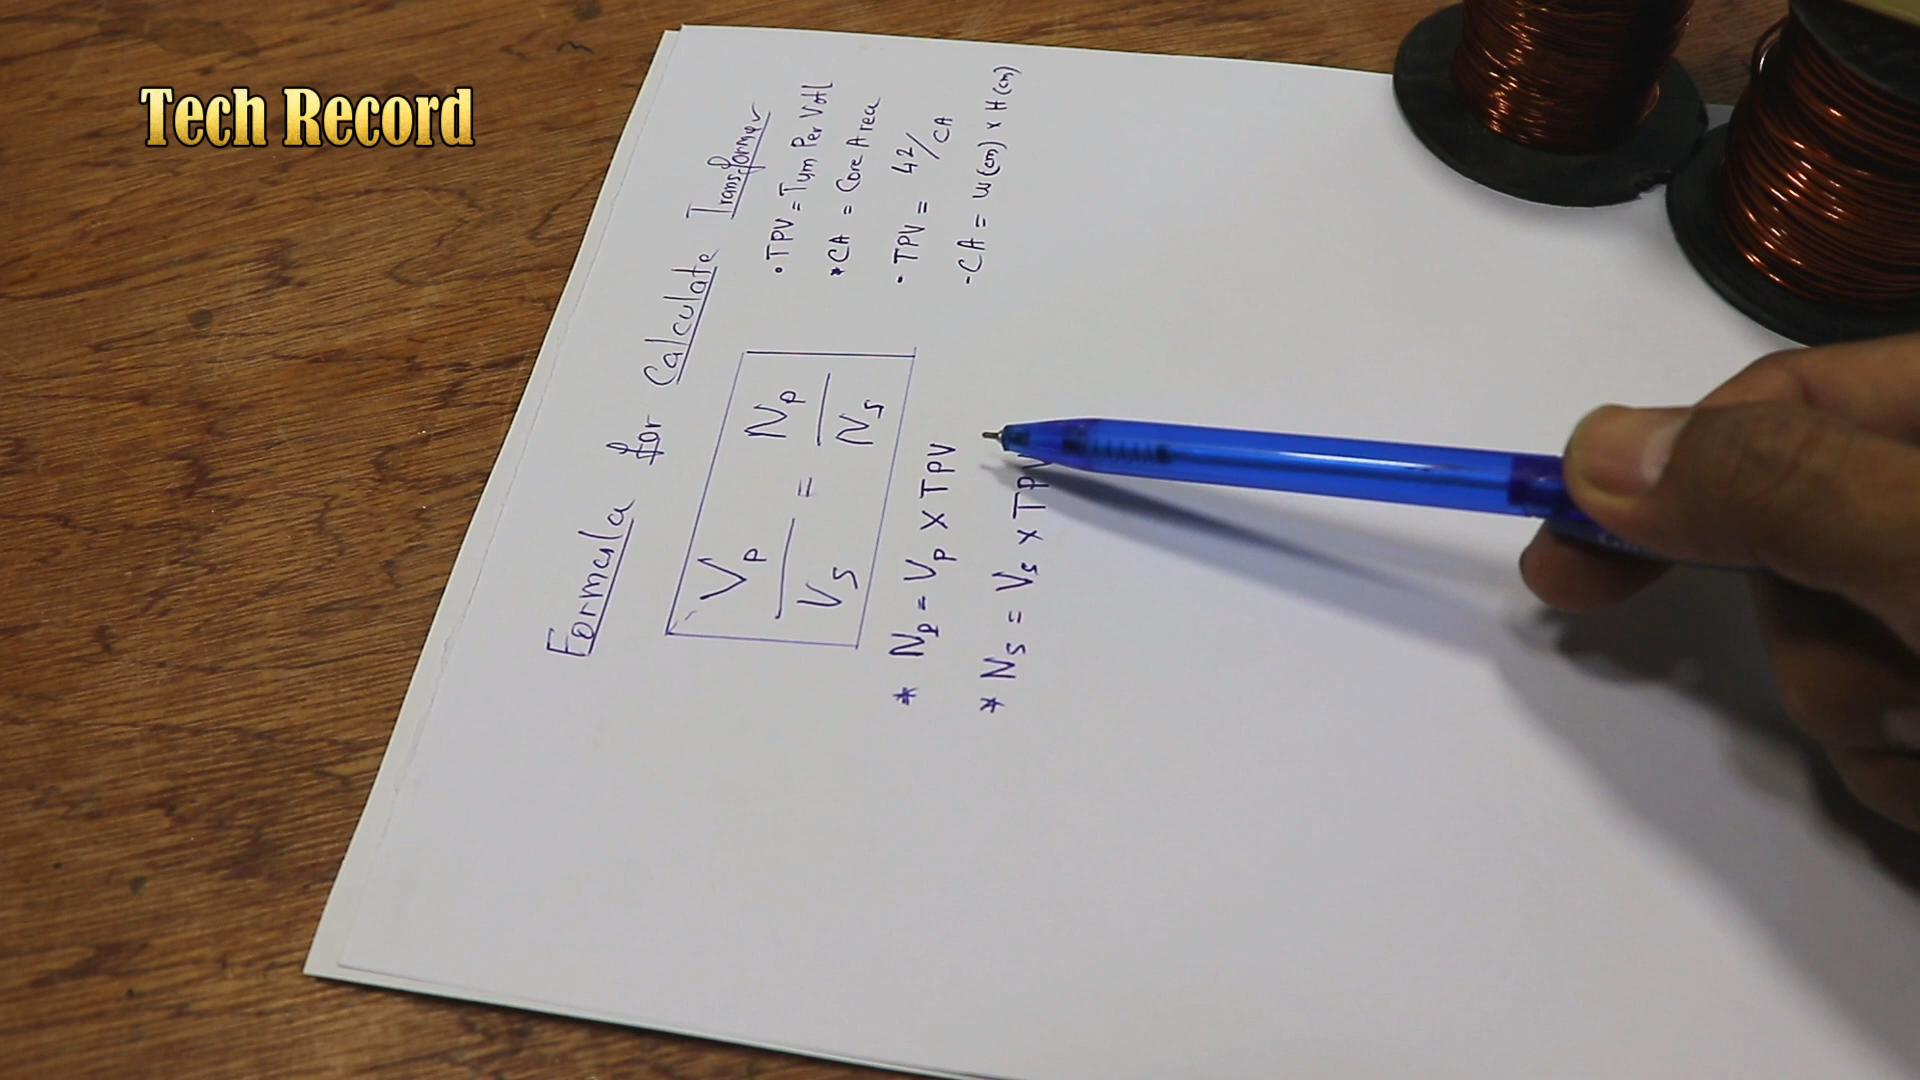 Tech Record
Formula for Calculate Transformer
Vp/Vs = Np/Ns
* Np = Vp x TPV
* Ns = Vs x TPV
• TPV = Turn Per Volt
* CA = Core Area
- TPV = 42/CA
- CA = W(cm) x H(cm)